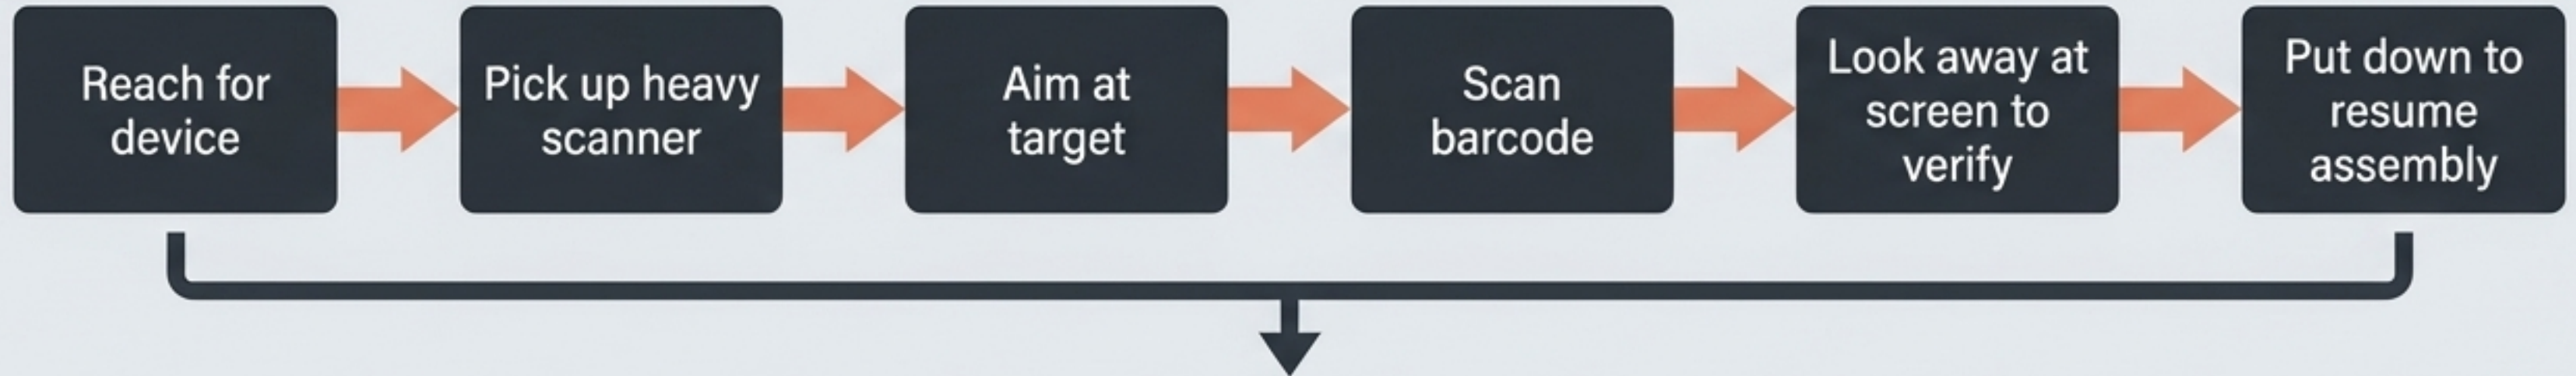 Reach for
device
Pick up heavy
scanner
Aim at
target
Scan
barcode
Look away at
screen to
verify
Put down to
resume
assembly